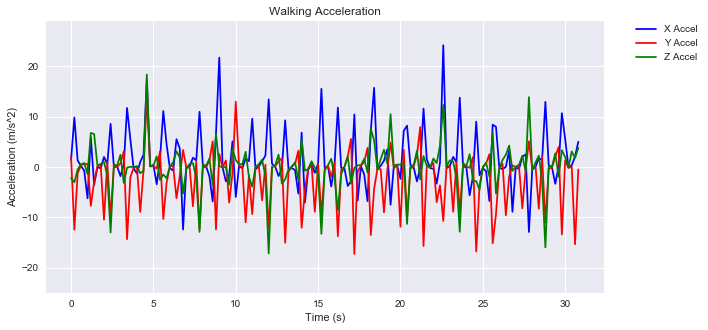 Walking Acceleration
X Accel
Y Accel
Z Accel
Acceleration (m/s^2)
20
10
0
−10
−20
0
5
10
15
20
25
30
Time (s)